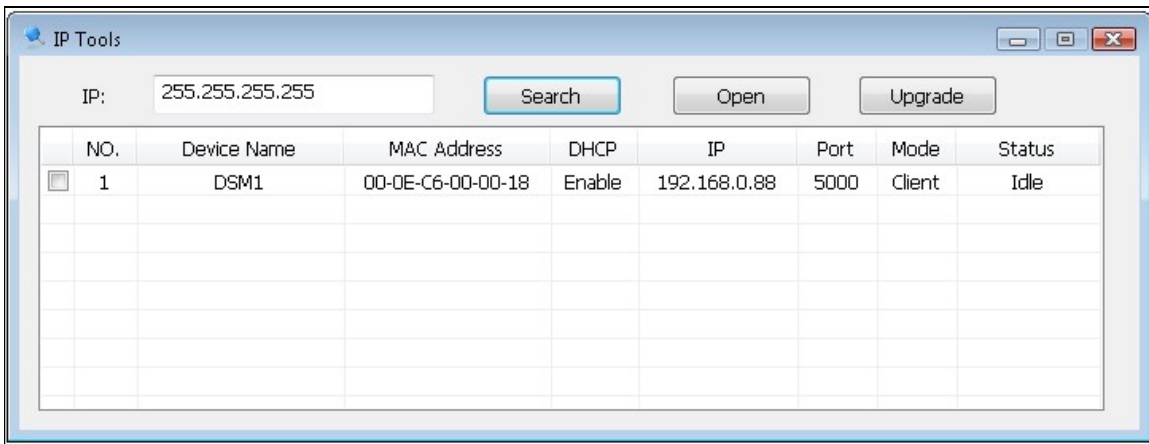 IP Tools
IP: 255.255.255.255 Search Open Upgrade
NO. Device Name MAC Address DHCP IP Port Mode Status
1 DSM1 00-0E-C6-00-00-18 Enable 192.168.0.88 5000 Client Idle